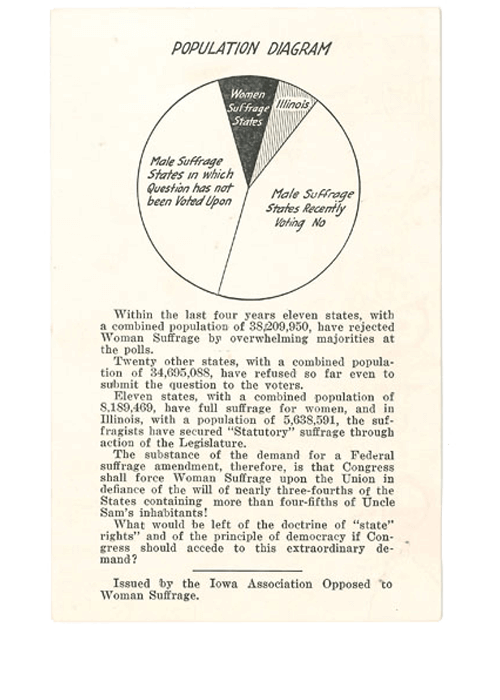 POPULATION DIAGRAM
Women
Suffrage
States
Illinois
Male Suffrage
States in which
Question has not
been Voted Upon
Male Suffrage
States Recently
Voting No
Within the last four years eleven states, with
a combined population of 38,209,950, have rejected
Woman Suffrage by overwhelming majorities at
the polls.
Twenty other states, with a combined popula-
tion of 34,695,088, have refused so far even to
submit the question to the voters.
Eleven states, with a combined population of
8,189,469, have full suffrage for women, and in
Illinois, with a population of 5,638,591, the suf-
fragists have secured "Statutory" suffrage through
action of the Legislature.
The substance of the demand for a Federal
suffrage amendment, therefore, is that Congress
shall force Woman Suffrage upon the Union in
defiance of the will of nearly three-fourths of the
States containing more than four-fifths of Uncle
Sam's inhabitants!
What would be left of the doctrine of "state"
rights" and of the principle of democracy if Con-
gress should accede to this extraordinary de-
mand?
Issued by the Iowa Association Opposed to
Woman Suffrage.